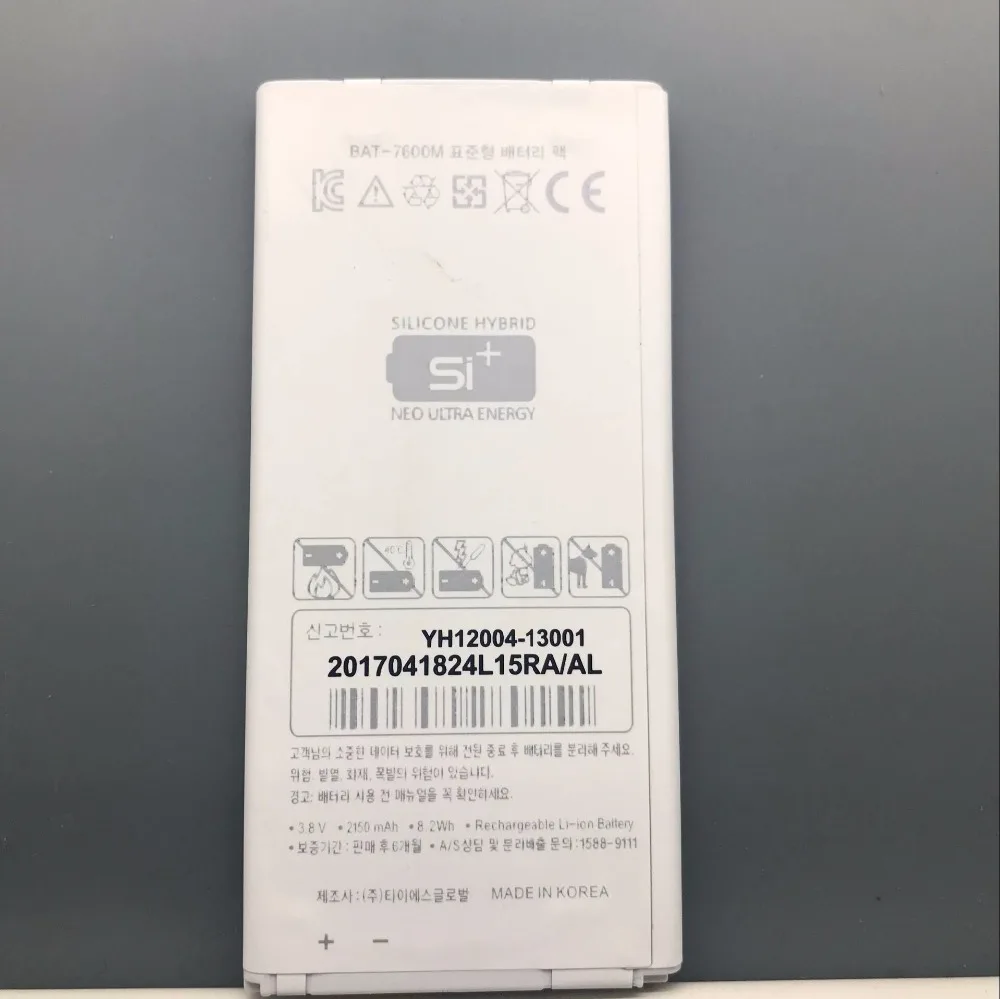 BAT-7600M 표준형 배터리 팩
SILICONE HYBRID
Si+
NEO ULTRA ENERGY
40℃
신고번호 : YH12004-13001
2017041824L15RA/AL
고객님의 소중한 데이터 보호를 위해 전원 종료 후 배터리를 분리해 주세요.
위험: 발열, 화재, 폭발의 위험이 있습니다.
경고: 배터리 사용 전 매뉴얼을 꼭 확인하세요.
• 3.8 V • 2150 mAh • 8.2Wh • Rechargeable Li-ion Battery
• 보증기간 : 판매 후 6개월 • A/S상담 및 분리배출 문의 :1588-9111
제조사 : (주)티이에스글로벌 MADE IN KOREA
+ −